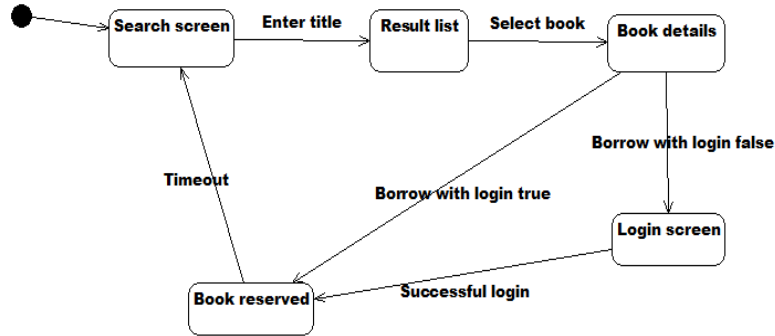 Search screen
Enter title
Result list
Select book
Book details
Borrow with login false
Timeout
Borrow with login true
Login screen
Successful login
Book reserved